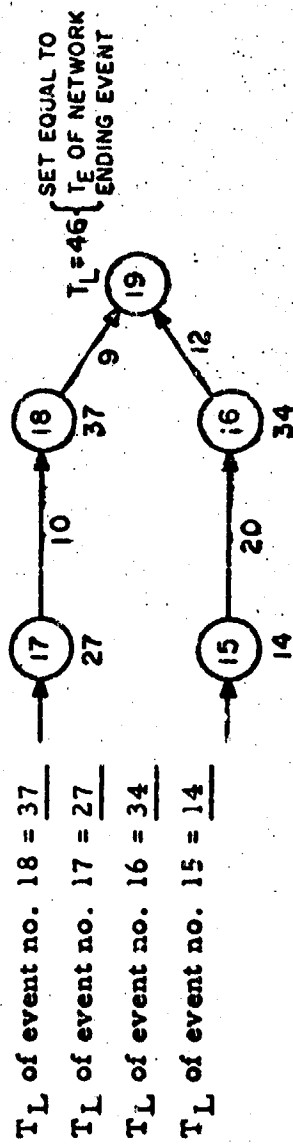 T_L of event no. 18 = 37
T_L of event no. 17 = 27
T_L of event no. 16 = 34
T_L of event no. 15 = 14
17
27
10
18
37
9
T_L = 46 { SET EQUAL TO
T_E OF NETWORK
ENDING EVENT
19
15
14
20
16
34
12